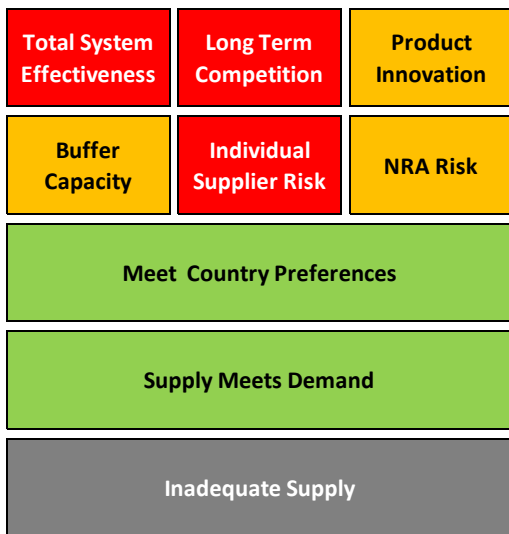 Total System
Effectiveness
Long Term
Competition
Product
Innovation
Buffer
Capacity
Individual
Supplier Risk
NRA Risk
Meet  Country Preferences
Supply Meets Demand
Inadequate Supply